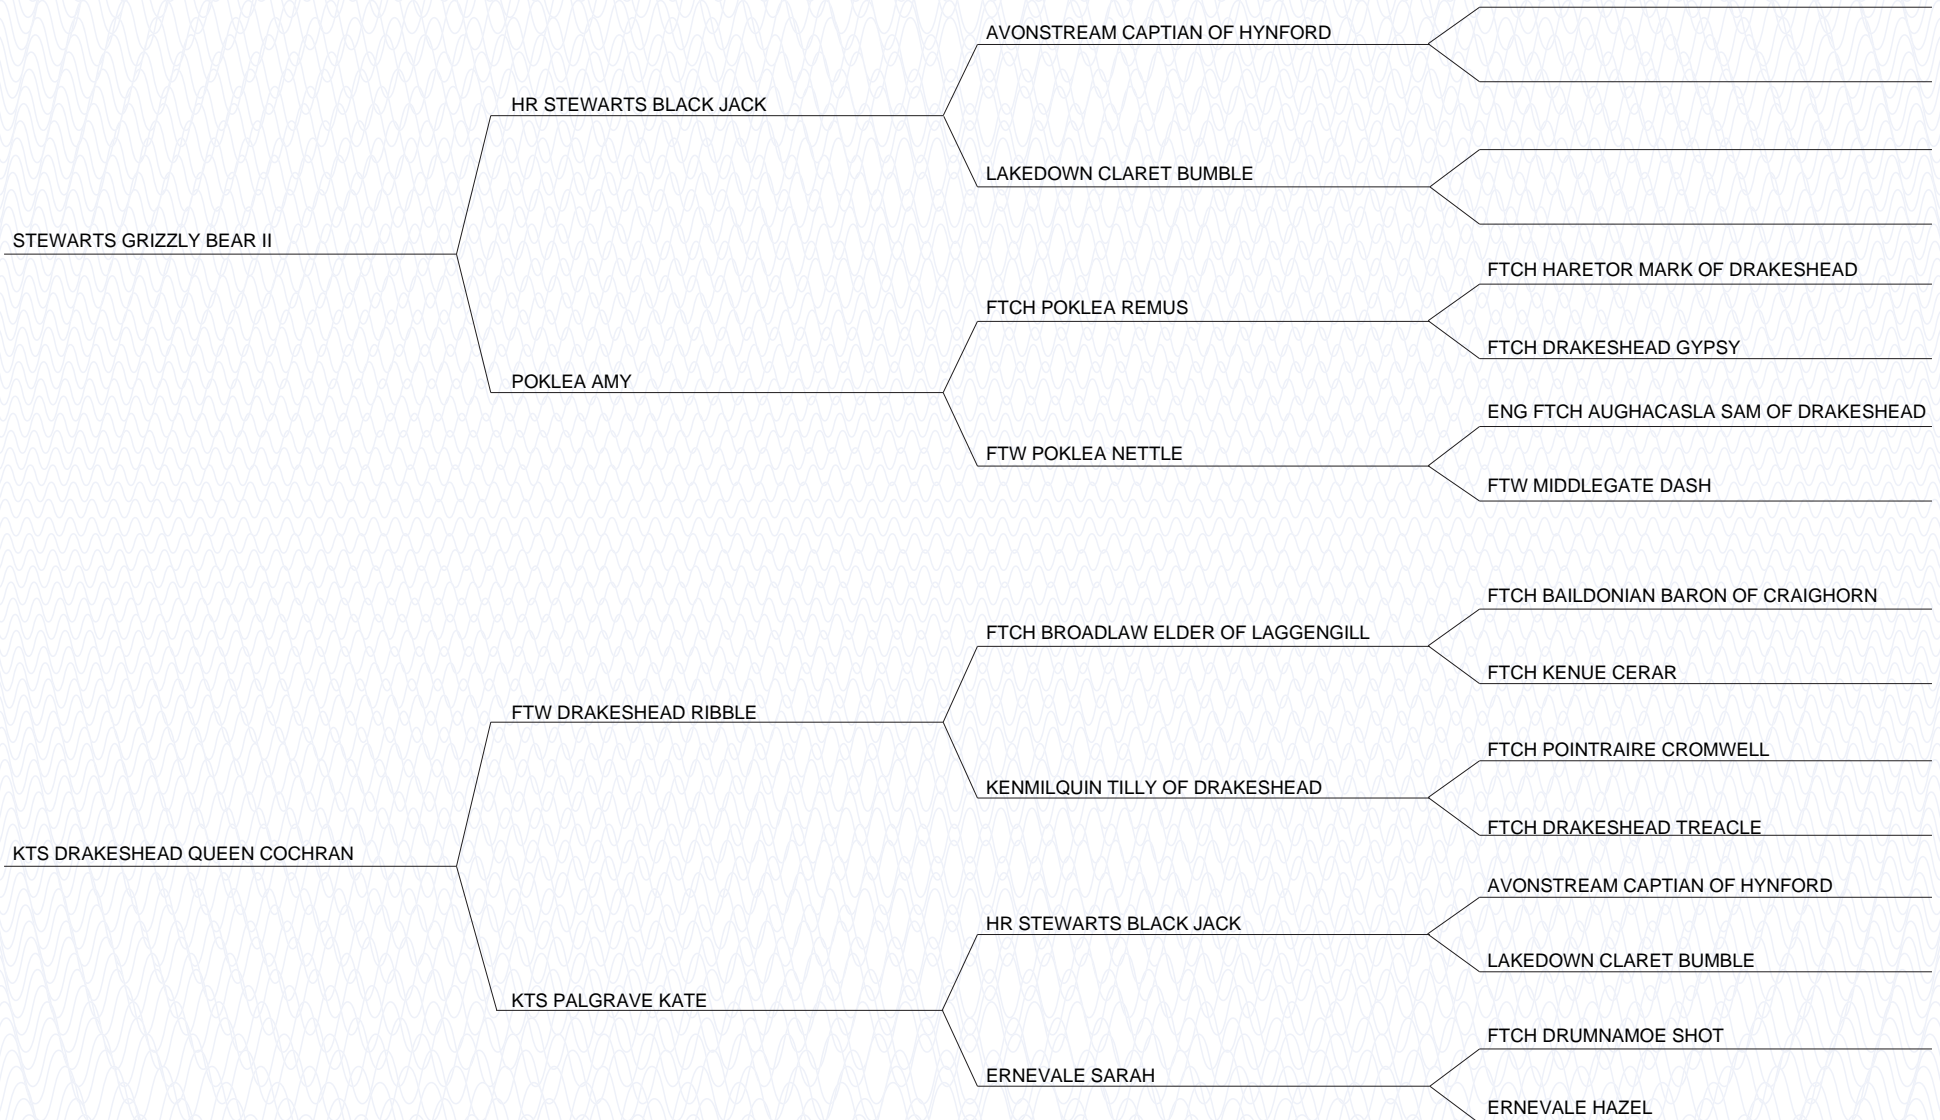 AVONSTREAM CAPTIAN OF HYNFORD
HR STEWARTS BLACK JACK
LAKEDOWN CLARET BUMBLE
STEWARTS GRIZZLY BEAR II
FTCH HARETOR MARK OF DRAKESHEAD
FTCH POKLEA REMUS
FTCH DRAKESHEAD GYPSY
POKLEA AMY
ENG FTCH AUGHACASLA SAM OF DRAKESHEAD
FTW POKLEA NETTLE
FTW MIDDLEGATE DASH
FTCH BAILDONIAN BARON OF CRAIGHORN
FTCH BROADLAW ELDER OF LAGGENGILL
FTCH KENUE CERAR
FTW DRAKESHEAD RIBBLE
FTCH POINTRAIRE CROMWELL
KENMILQUIN TILLY OF DRAKESHEAD
FTCH DRAKESHEAD TREACLE
KTS DRAKESHEAD QUEEN COCHRAN
AVONSTREAM CAPTIAN OF HYNFORD
HR STEWARTS BLACK JACK
LAKEDOWN CLARET BUMBLE
KTS PALGRAVE KATE
FTCH DRUMNAMOE SHOT
ERNEVALE SARAH
ERNEVALE HAZEL